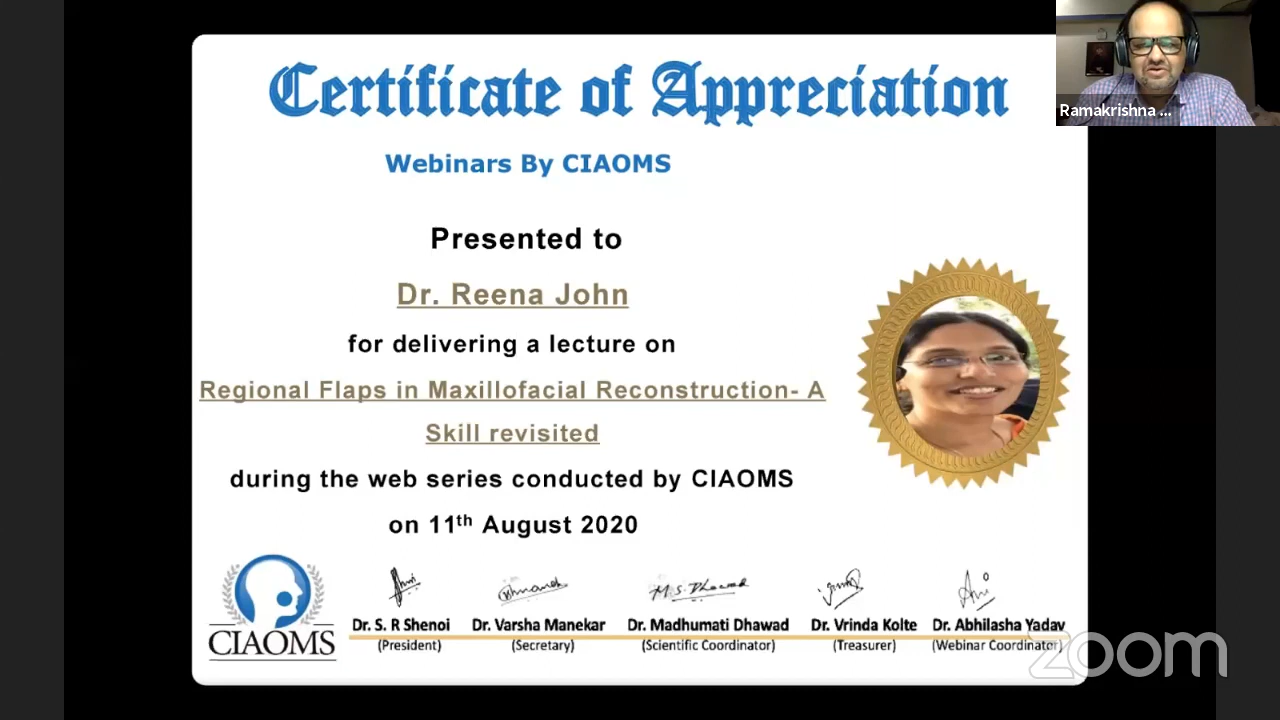 Certificate of Appreciation
Webinars By CIAOMS
Presented to
Dr. Reena John
for delivering a lecture on
Regional Flaps in Maxillofacial Reconstruction- A
Skill revisited
during the web series conducted by CIAOMS
on 11th August 2020
M.S. Dhawad
Dr. S. R Shenoi Dr. Varsha Manekar Dr. Madhumati Dhawad Dr. Vrinda Kolte Dr. Abhilasha Yadav
(President) (Secretary) (Scientific Coordinator) (Treasurer) (Webinar Coordinator)
CIAOMS
Ramakrishna ...
zoom